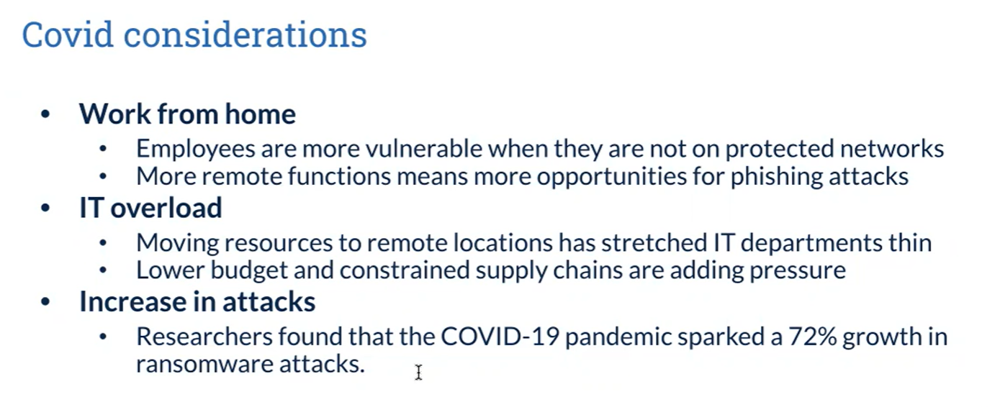 Covid considerations
• Work from home
• Employees are more vulnerable when they are not on protected networks
• More remote functions means more opportunities for phishing attacks
• IT overload
• Moving resources to remote locations has stretched IT departments thin
• Lower budget and constrained supply chains are adding pressure
• Increase in attacks
• Researchers found that the COVID-19 pandemic sparked a 72% growth in
ransomware attacks.